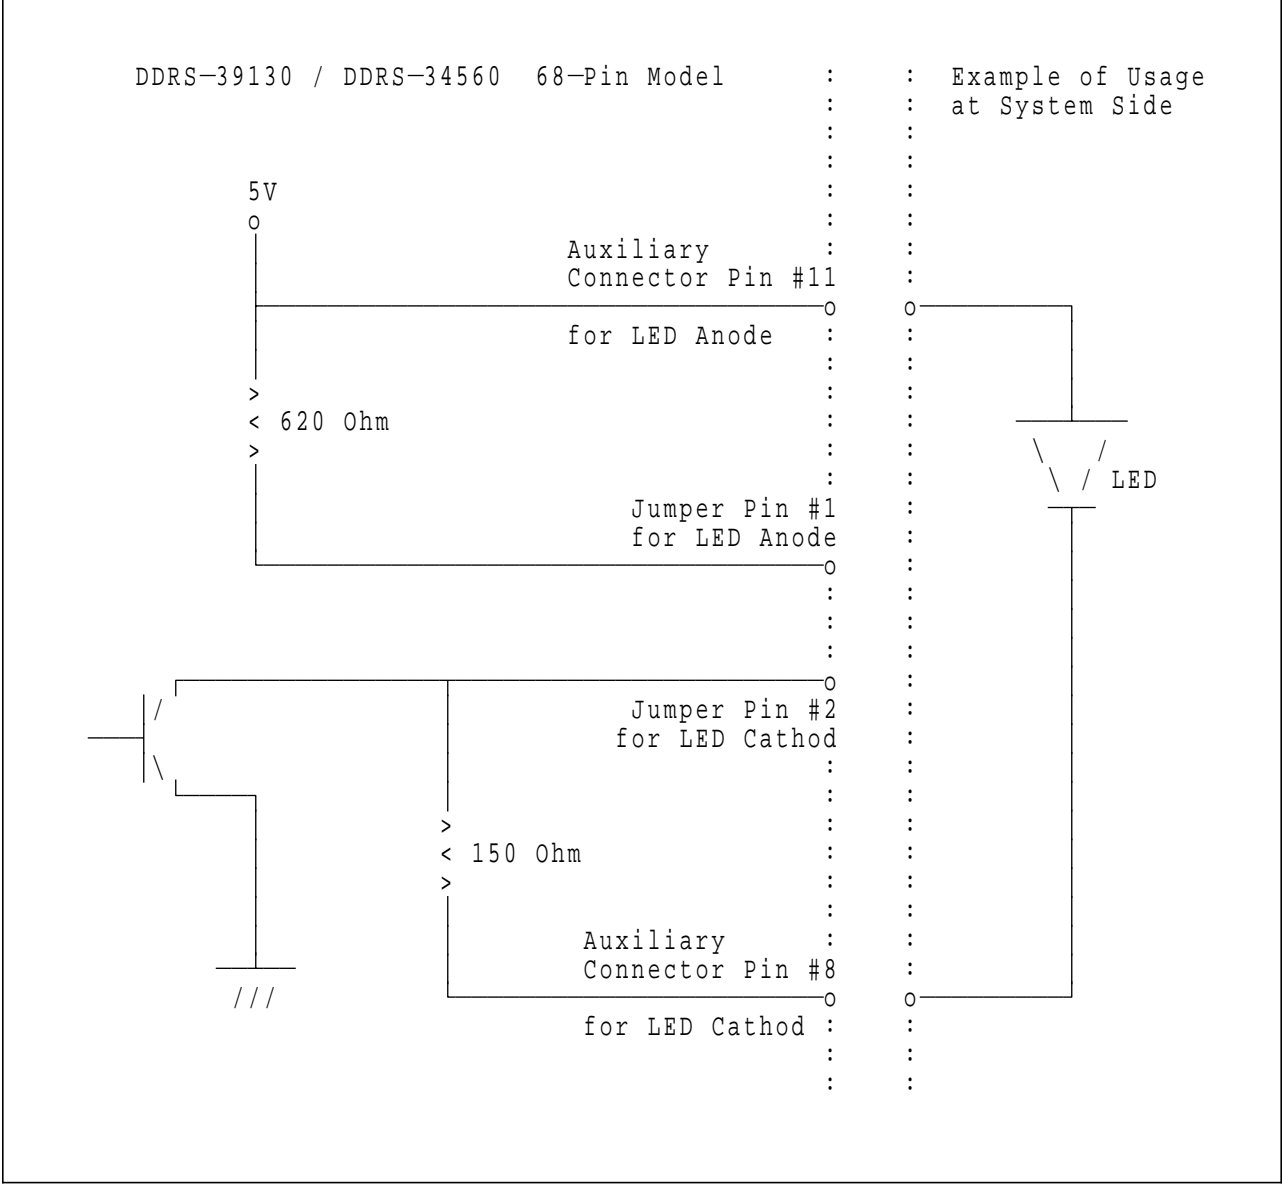 DDRS-39130 / DDRS-34560 68-Pin Model
Example of Usage
at System Side
5V
Auxiliary
Connector Pin #11
for LED Anode
620 Ohm
LED
Jumper Pin #1
for LED Anode
Jumper Pin #2
for LED Cathod
150 Ohm
Auxiliary
Connector Pin #8
for LED Cathod